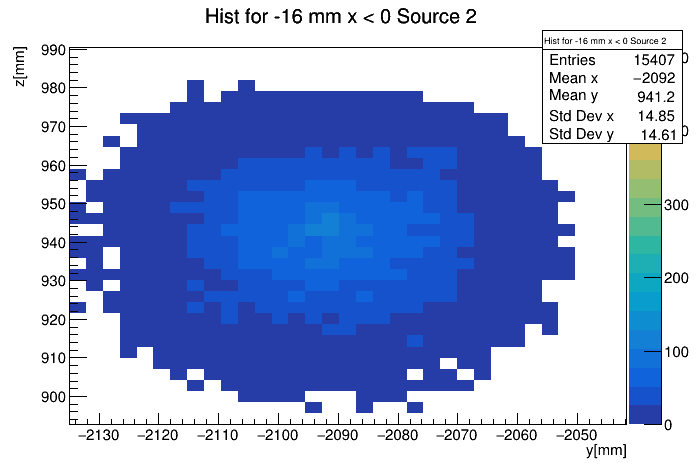 Hist for -16 mm x < 0 Source 2
z[mm]
990
980
970
960
950
940
930
920
910
900
−2130 −2120 −2110 −2100 −2090 −2080 −2070 −2060 −2050
y[mm]
Hist for -16 mm x < 0 Source 2
Entries 15407
Mean x −2092
Mean y 941.2
Std Dev x 14.85
Std Dev y 14.61
300
200
100
0